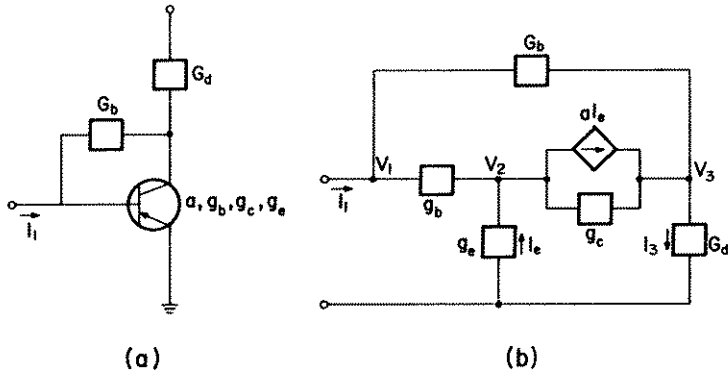 G_d
G_b
a, g_b, g_c, g_e
I_1
(a)
G_b
aI_e
V_1
V_2
V_3
I_1
g_b
g_c
g_e
I_e
I_3
G_d
(b)